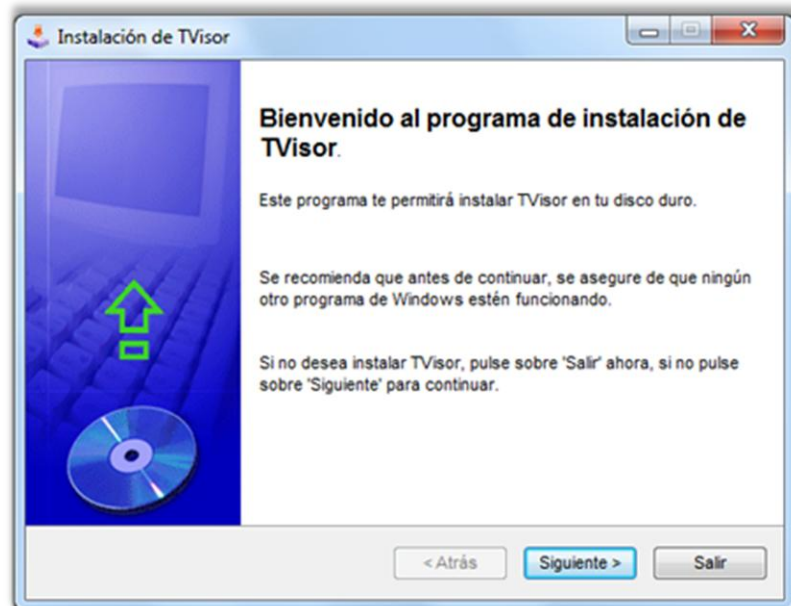 Instalación de TVisor
Bienvenido al programa de instalación de
TVisor.
Este programa te permitirá instalar TVisor en tu disco duro.
Se recomienda que antes de continuar, se asegure de que ningún
otro programa de Windows estén funcionando.
Si no desea instalar TVisor, pulse sobre 'Salir' ahora, si no pulse
sobre 'Siguiente' para continuar.
< Atrás
Siguiente >
Salir